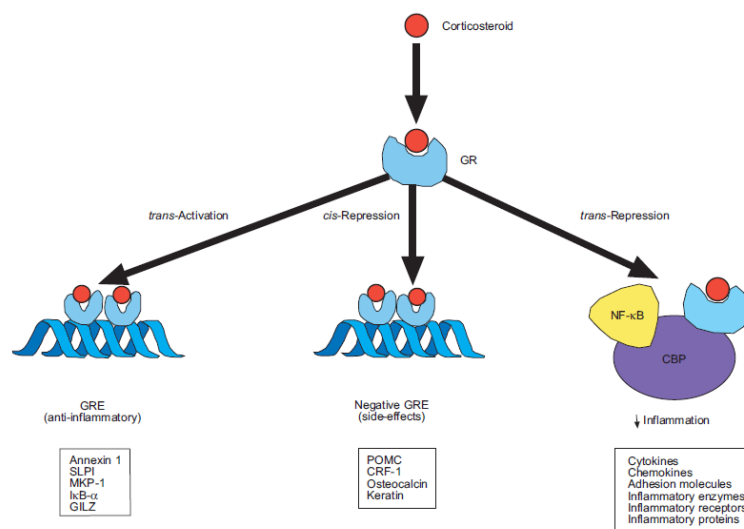 Corticosteroid
GR
trans-Activation
cis-Repression
trans-Repression
NF-κB
CBP
GRE
(anti-inflammatory)
Negative GRE
(side-effects)
↓ Inflammation
Annexin 1
SLPI
MKP-1
IκB-α
GILZ
POMC
CRF-1
Osteocalcin
Keratin
Cytokines
Chemokines
Adhesion molecules
Inflammatory enzymes
Inflammatory receptors
Inflammatory proteins